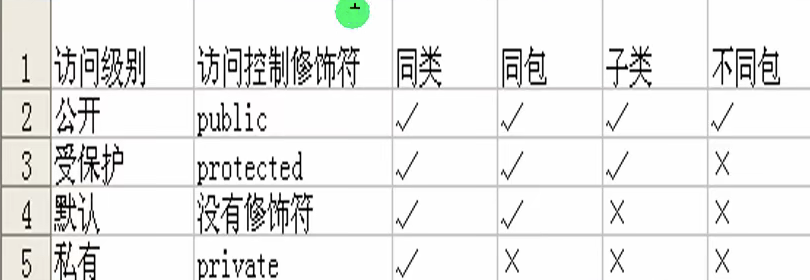 1 访问级别 访问控制修饰符 同类 同包 子类 不同包
2 公开 public √ √ √ √
3 受保护 protected √ √ √ ×
4 默认 没有修饰符 √ √ × ×
5 私有 private √ × × ×